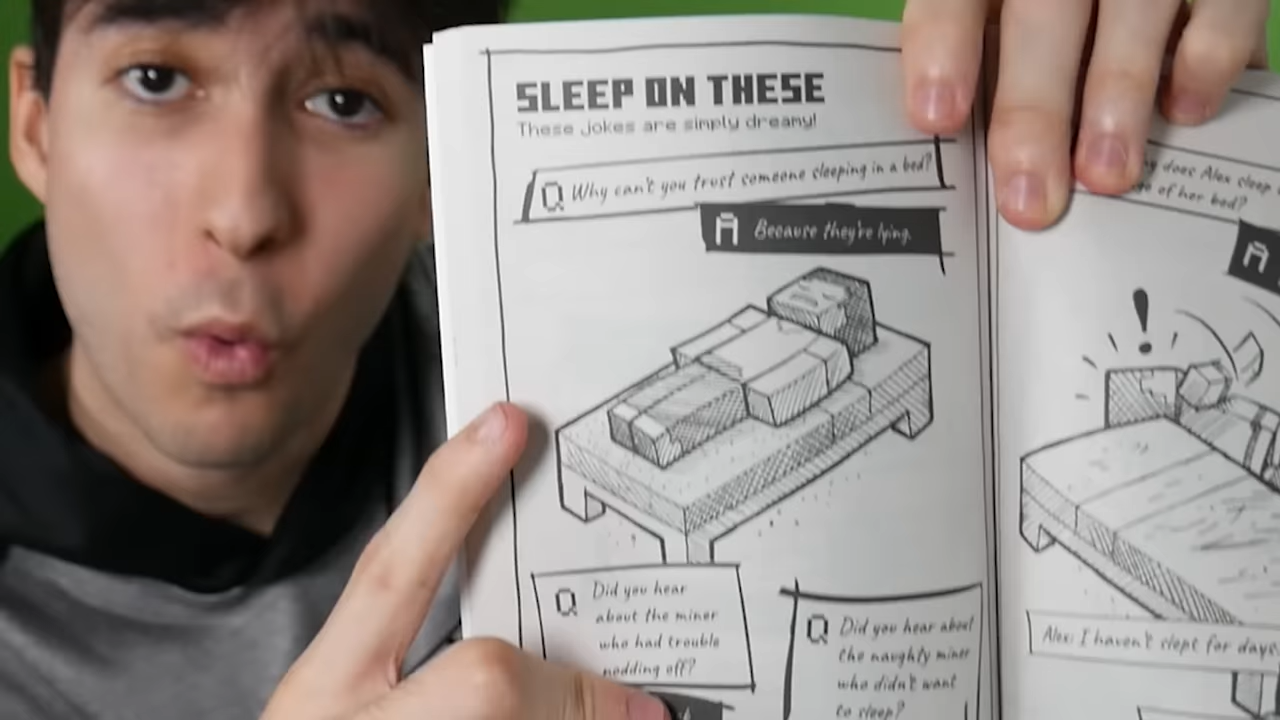 SLEEP ON THESE
These jokes are simply dreamy!
Q Why can't you trust someone sleeping in a bed?
A Because they're lying.
Q Did you hear
about the miner
who had trouble
nodding off?
Q Did you hear about
the naughty miner
who didn't want
to sleep?
does Alex sleep
of her bed?
A
!
Alex: I haven't slept for days.